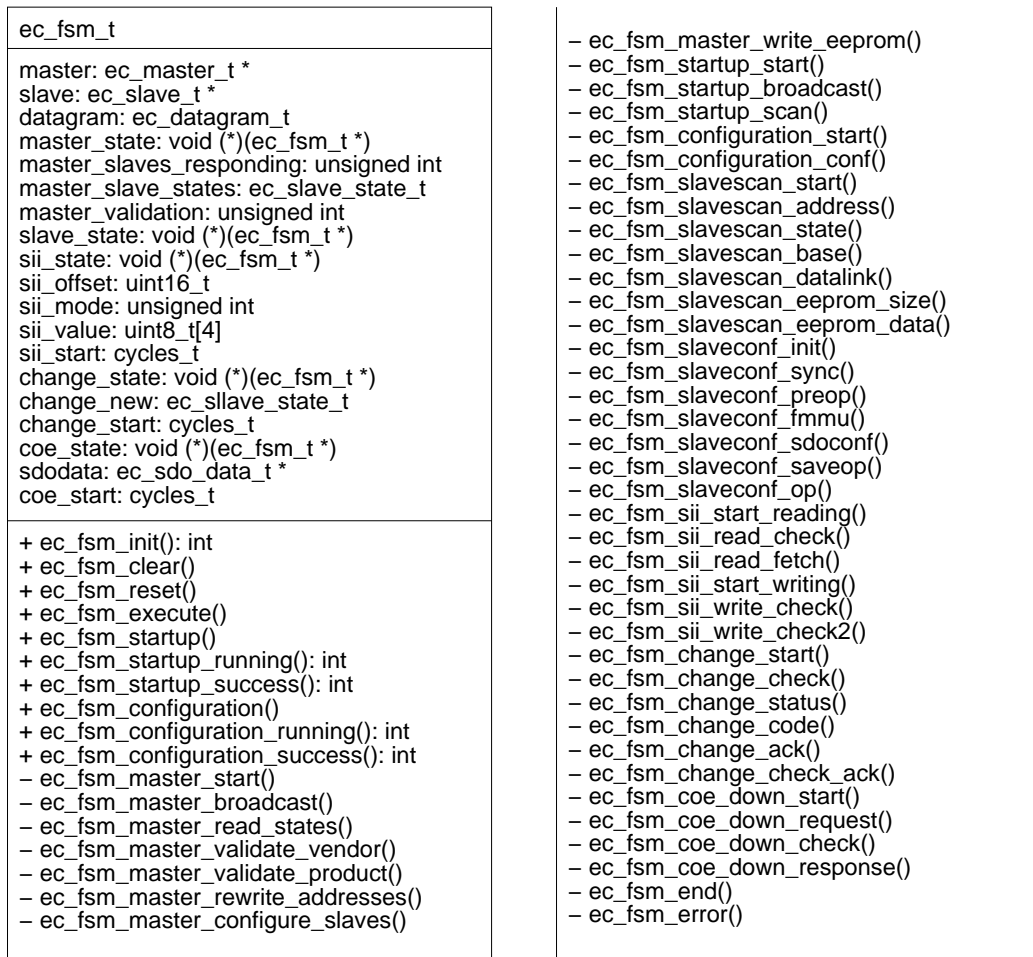 ec_fsm_t
master: ec_master_t *
slave: ec_slave_t *
datagram: ec_datagram_t
master_state: void (*)(ec_fsm_t *)
master_slaves_responding: unsigned int
master_slave_states: ec_slave_state_t
master_validation: unsigned int
slave_state: void (*)(ec_fsm_t *)
sii_state: void (*)(ec_fsm_t *)
sii_offset: uint16_t
sii_mode: unsigned int
sii_value: uint8_t[4]
sii_start: cycles_t
change_state: void (*)(ec_fsm_t *)
change_new: ec_sllave_state_t
change_start: cycles_t
coe_state: void (*)(ec_fsm_t *)
sdodata: ec_sdo_data_t *
coe_start: cycles_t
+ ec_fsm_init(): int
+ ec_fsm_clear()
+ ec_fsm_reset()
+ ec_fsm_execute()
+ ec_fsm_startup()
+ ec_fsm_startup_running(): int
+ ec_fsm_startup_success(): int
+ ec_fsm_configuration()
+ ec_fsm_configuration_running(): int
+ ec_fsm_configuration_success(): int
− ec_fsm_master_start()
− ec_fsm_master_broadcast()
− ec_fsm_master_read_states()
− ec_fsm_master_validate_vendor()
− ec_fsm_master_validate_product()
− ec_fsm_master_rewrite_addresses()
− ec_fsm_master_configure_slaves()
− ec_fsm_master_write_eeprom()
− ec_fsm_startup_start()
− ec_fsm_startup_broadcast()
− ec_fsm_startup_scan()
− ec_fsm_configuration_start()
− ec_fsm_configuration_conf()
− ec_fsm_slavescan_start()
− ec_fsm_slavescan_address()
− ec_fsm_slavescan_state()
− ec_fsm_slavescan_base()
− ec_fsm_slavescan_datalink()
− ec_fsm_slavescan_eeprom_size()
− ec_fsm_slavescan_eeprom_data()
− ec_fsm_slaveconf_init()
− ec_fsm_slaveconf_sync()
− ec_fsm_slaveconf_preop()
− ec_fsm_slaveconf_fmmu()
− ec_fsm_slaveconf_sdoconf()
− ec_fsm_slaveconf_saveop()
− ec_fsm_slaveconf_op()
− ec_fsm_sii_start_reading()
− ec_fsm_sii_read_check()
− ec_fsm_sii_read_fetch()
− ec_fsm_sii_start_writing()
− ec_fsm_sii_write_check()
− ec_fsm_sii_write_check2()
− ec_fsm_change_start()
− ec_fsm_change_check()
− ec_fsm_change_status()
− ec_fsm_change_code()
− ec_fsm_change_ack()
− ec_fsm_change_check_ack()
− ec_fsm_coe_down_start()
− ec_fsm_coe_down_request()
− ec_fsm_coe_down_check()
− ec_fsm_coe_down_response()
− ec_fsm_end()
− ec_fsm_error()